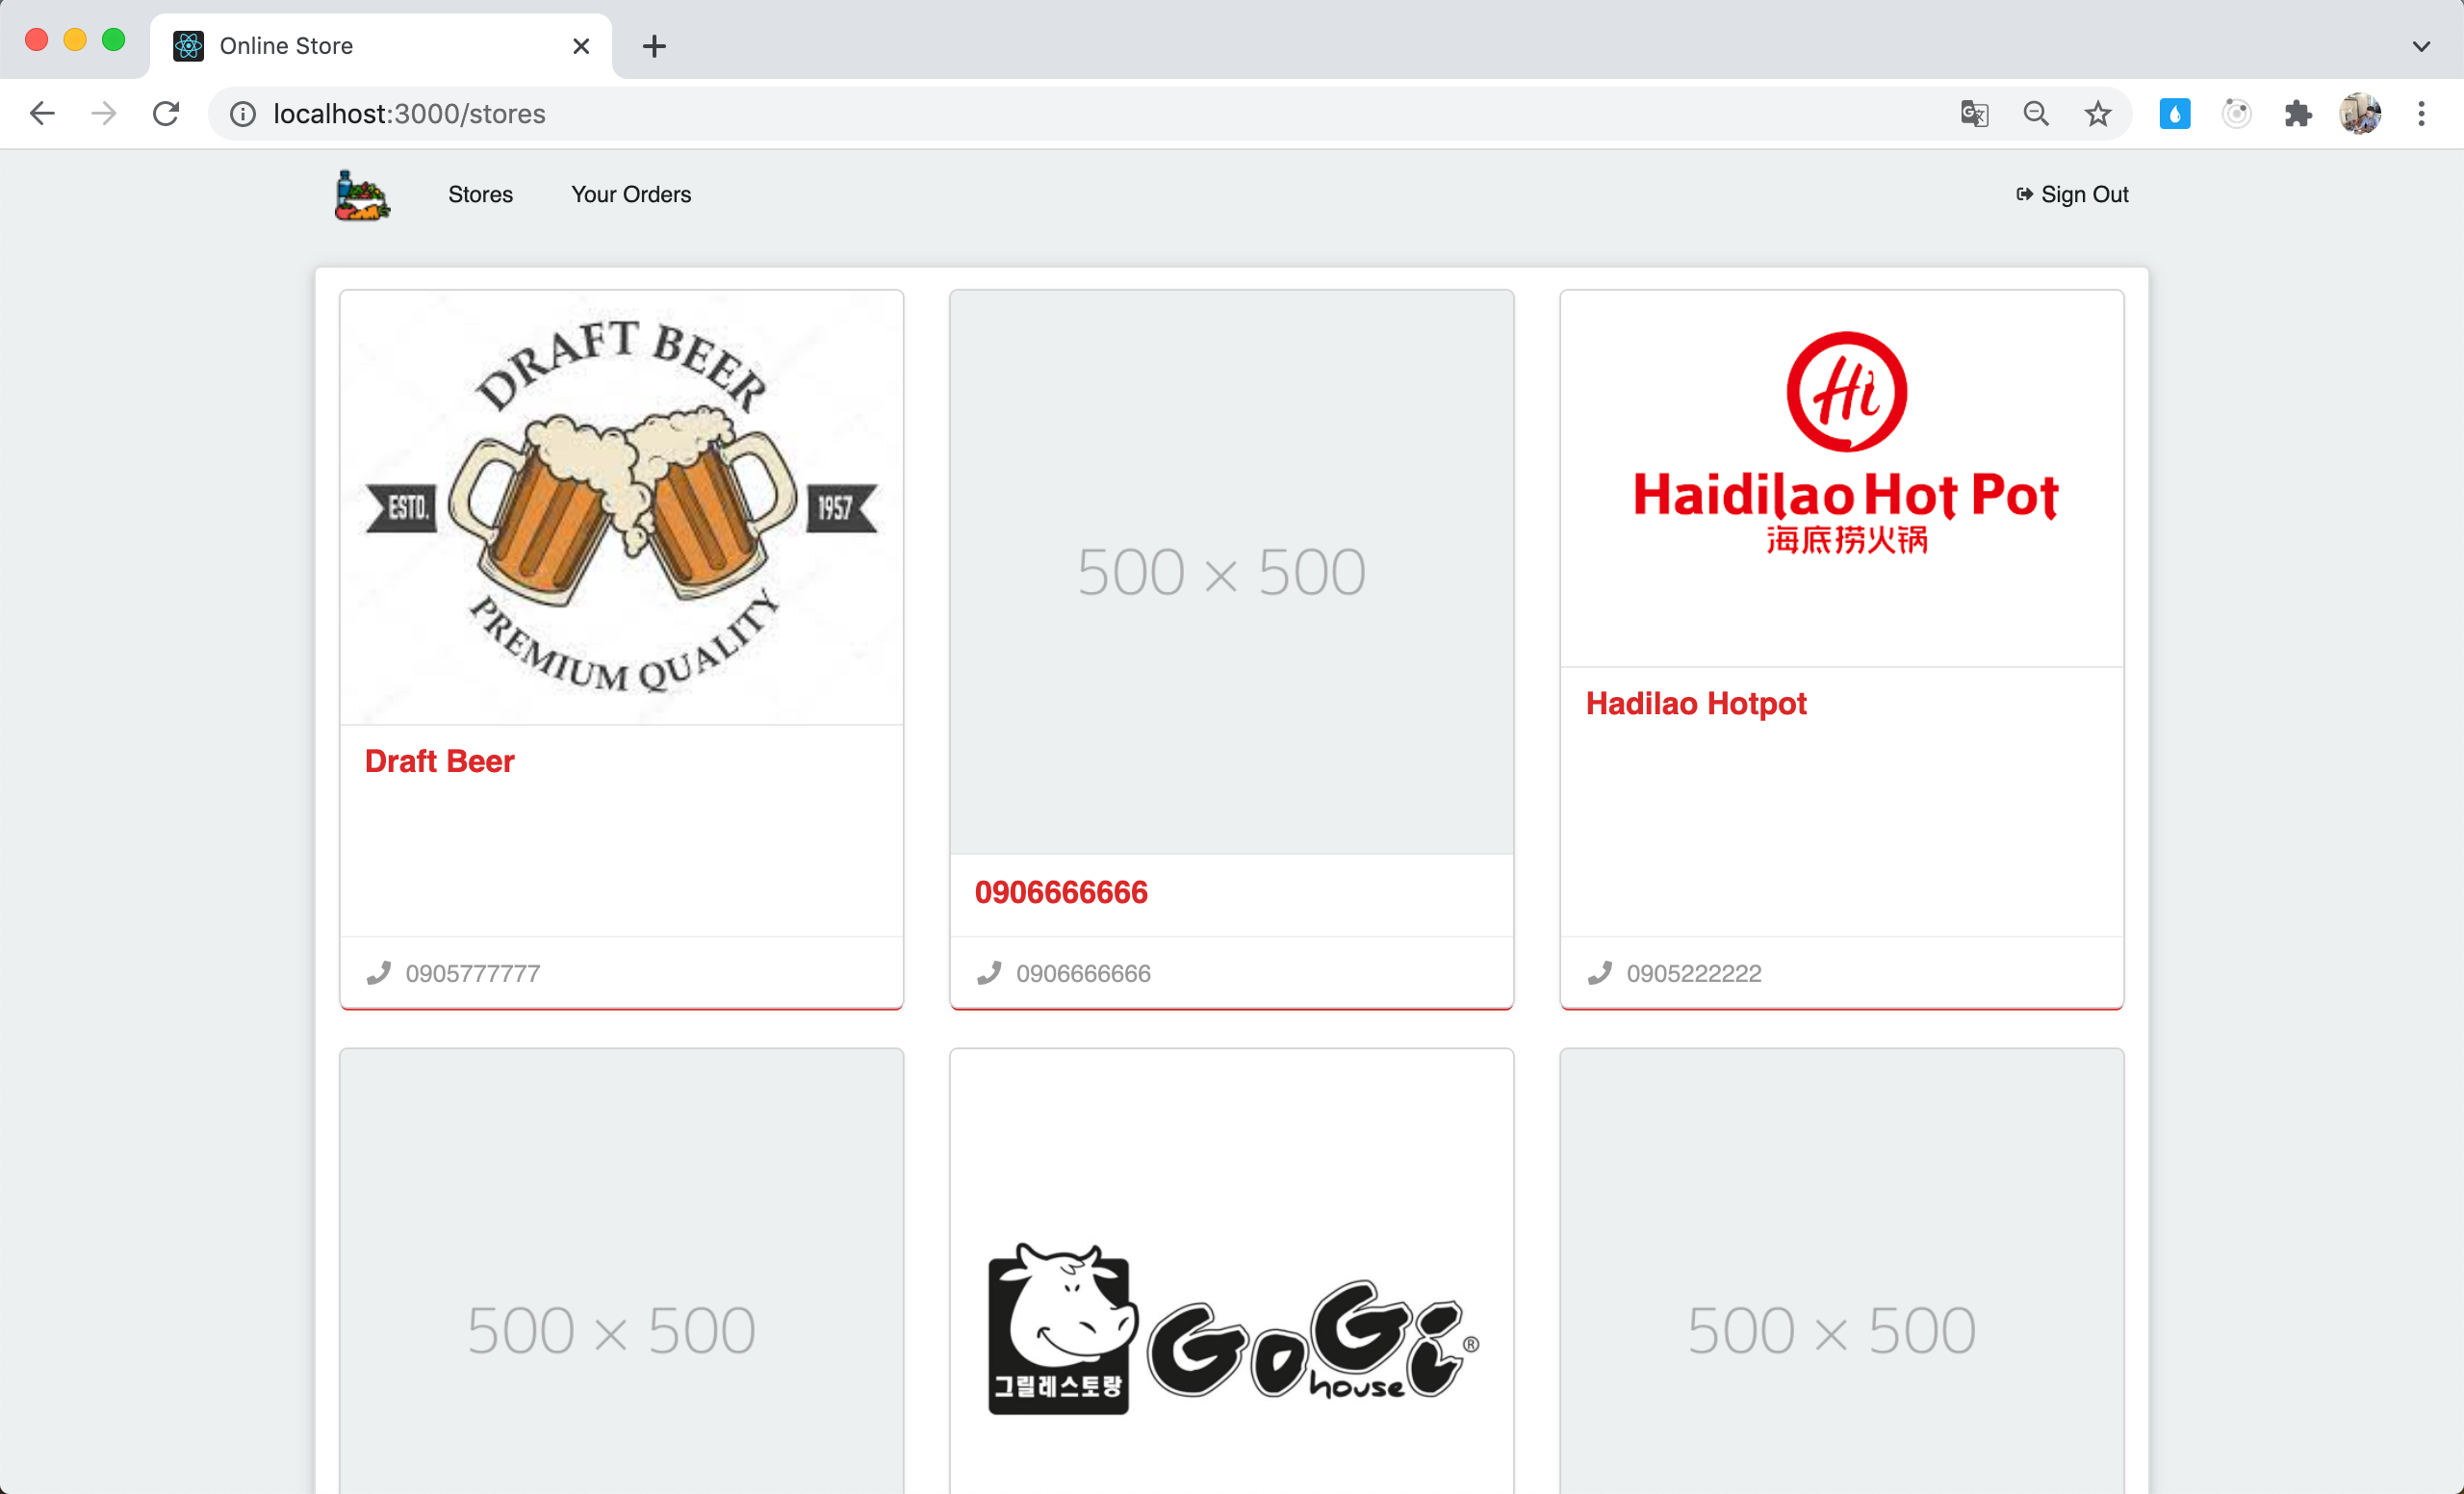 Online Store
localhost:3000/stores
Stores
Your Orders
Sign Out
DRAFT BEER
ESTD.
1957
PREMIUM QUALITY
Draft Beer
0905777777
500 × 500
0906666666
0906666666
Hi
Haidilao Hot Pot
海底捞火锅
Hadilao Hotpot
0905222222
500 × 500
그릴레스토랑
GoGi
house
®
500 × 500